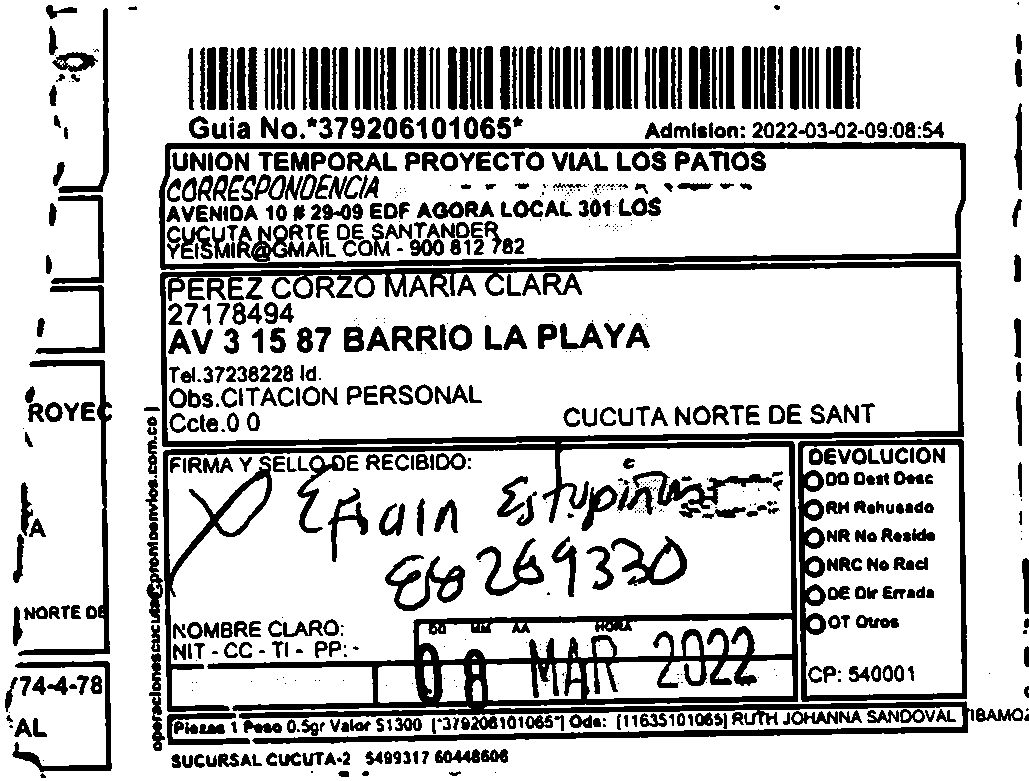 Guia No.*379206101065*
Admision: 2022-03-02-09:08:54
UNION TEMPORAL PROYECTO VIAL LOS PATIOS
CORRESPONDENCIA
AVENIDA 10 # 29-09 EDF AGORA LOCAL 301 LOS
CUCUTA NORTE DE SANTANDER
YEISMIR@GMAIL COM - 900 812 782
PEREZ CORZO MARIA CLARA
27178494
AV 3 15 87 BARRIO LA PLAYA
Tel.37238228 Id.
Obs.CITACION PERSONAL
Ccte.0 0
CUCUTA NORTE DE SANT
ROYEC
A
NORTE DE
74-4-78
AL
operacionescucuta@prontoenvios.com.co |
FIRMA Y SELLO DE RECIBIDO:
Efrain Estupiñan
88269330
NOMBRE CLARO:
NIT - CC - TI - PP: -
DD MM AA HORA
08 MAR 2022
DEVOLUCION
DD Dest Desc
RH Rehusado
NR No Reside
NRC No Recl
DE Dir Errada
OT Otros
CP: 540001
Piezas 1 Peso 0.5gr Valor $1300 [*379206101065*] Ode: [11635101065] RUTH JOHANNA SANDOVAL TIBAMOZ
SUCURSAL CUCUTA-2 5499317 60448606